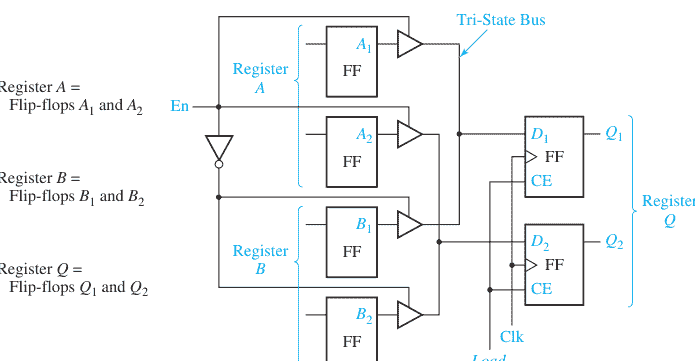 Tri-State Bus
Register A =
Flip-flops A₁ and A₂
Register
A
A₁
FF
En
A₂
FF
D₁
FF
CE
Q₁
Register B =
Flip-flops B₁ and B₂
Register
B
B₁
FF
Register
Q
D₂
FF
CE
Q₂
Register Q =
Flip-flops Q₁ and Q₂
B₂
FF
Clk
Load